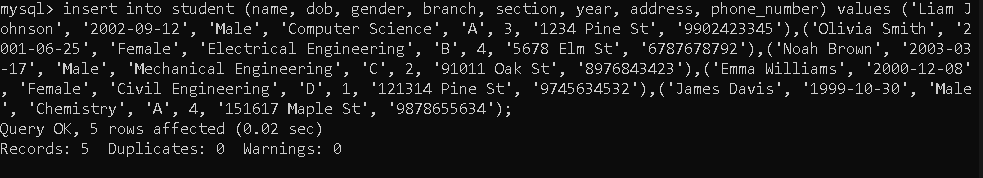 mysql> insert into student (name, dob, gender, branch, section, year, address, phone_number) values ('Liam J
ohnson', '2002-09-12', 'Male', 'Computer Science', 'A', 3, '1234 Pine St', '9902423345'),('Olivia Smith', '2
001-06-25', 'Female', 'Electrical Engineering', 'B', 4, '5678 Elm St', '6787678792'),('Noah Brown', '2003-03
-17', 'Male', 'Mechanical Engineering', 'C', 2, '91011 Oak St', '8976843423'),('Emma Williams', '2000-12-08'
, 'Female', 'Civil Engineering', 'D', 1, '121314 Pine St', '9745634532'),('James Davis', '1999-10-30', 'Male
', 'Chemistry', 'A', 4, '151617 Maple St', '9878655634');
Query OK, 5 rows affected (0.02 sec)
Records: 5  Duplicates: 0  Warnings: 0